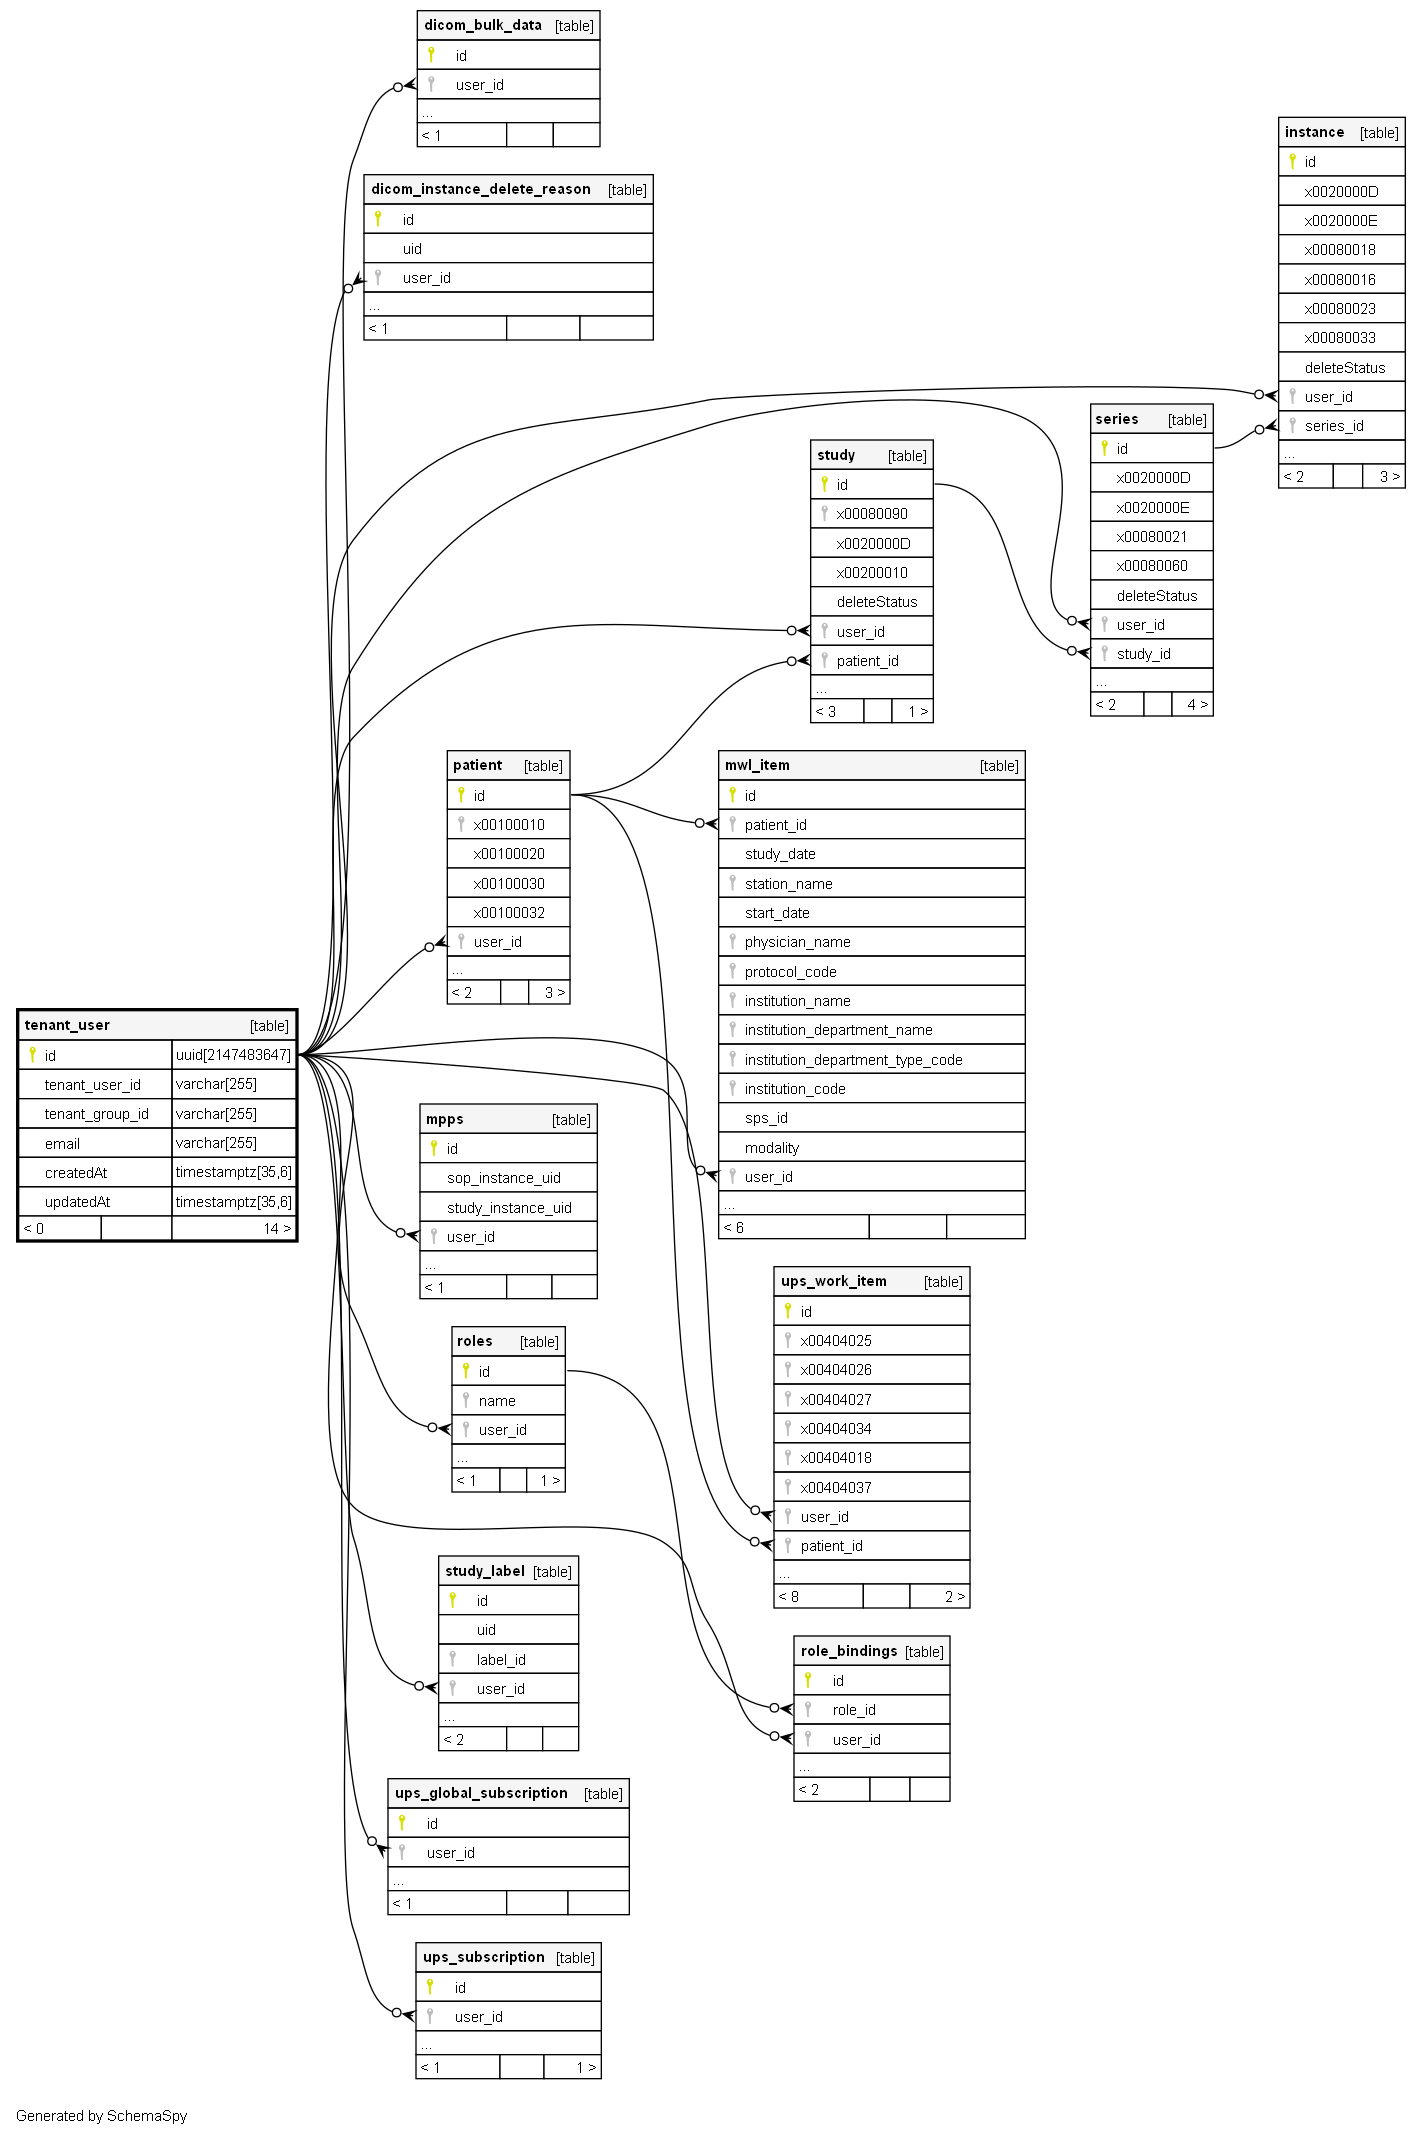 dicom_bulk_data [table]
id
user_id
...
< 1
dicom_instance_delete_reason [table]
id
uid
user_id
...
< 1
instance [table]
id
x0020000D
x0020000E
x00080018
x00080016
x00080023
x00080033
deleteStatus
user_id
series_id
...
< 2 3 >
series [table]
id
x0020000D
x0020000E
x00080021
x00080060
deleteStatus
user_id
study_id
...
< 2 4 >
study [table]
id
x00080090
x0020000D
x00200010
deleteStatus
user_id
patient_id
...
< 3 1 >
patient [table]
id
x00100010
x00100020
x00100030
x00100032
user_id
...
< 2 3 >
mwl_item [table]
id
patient_id
study_date
station_name
start_date
physician_name
protocol_code
institution_name
institution_department_name
institution_department_type_code
institution_code
sps_id
modality
user_id
...
< 6
tenant_user [table]
id uuid[2147483647]
tenant_user_id varchar[255]
tenant_group_id varchar[255]
email varchar[255]
createdAt timestamptz[35,6]
updatedAt timestamptz[35,6]
< 0 14 >
mpps [table]
id
sop_instance_uid
study_instance_uid
user_id
...
< 1
ups_work_item [table]
id
x00404025
x00404026
x00404027
x00404034
x00404018
x00404037
user_id
patient_id
...
< 8 2 >
roles [table]
id
name
user_id
...
< 1 1 >
study_label [table]
id
uid
label_id
user_id
...
< 2
role_bindings [table]
id
role_id
user_id
...
< 2
ups_global_subscription [table]
id
user_id
...
< 1
ups_subscription [table]
id
user_id
...
< 1 1 >
Generated by SchemaSpy